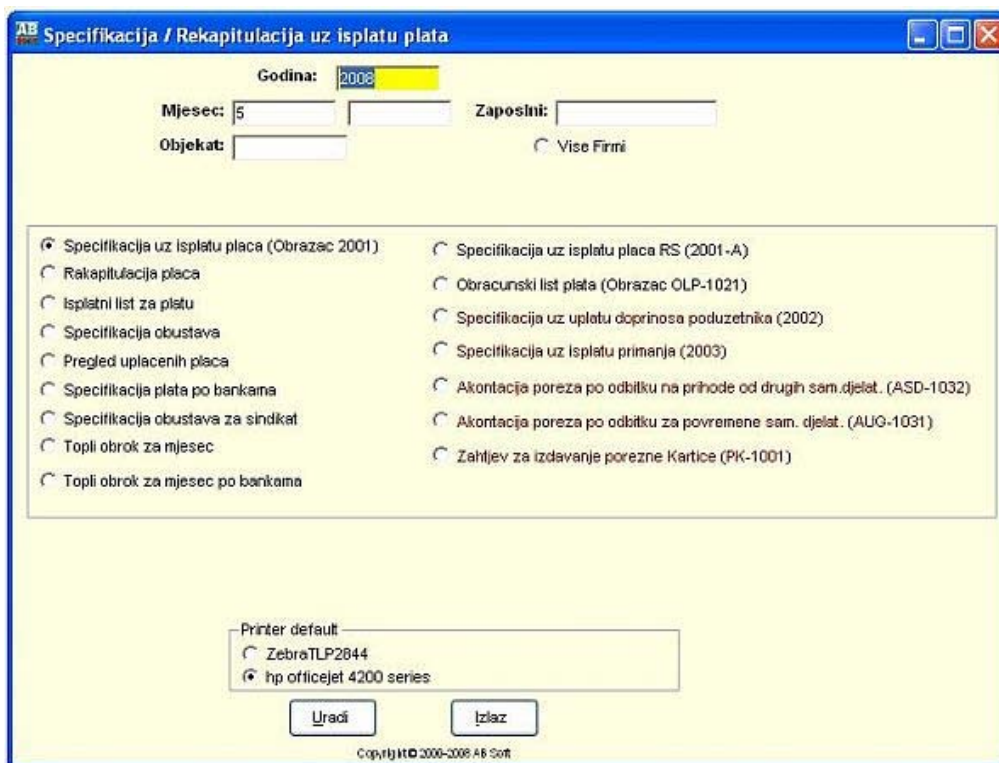 AB Specifikacija / Rekapitulacija uz isplatu plata
Godina: 2008
Mjesec: 5 Zaposlni:
Objekat: Vise Firmi
Specifikacija uz isplatu placa (Obrazac 2001)
Rakapitulacija placa
Isplatni list za platu
Specifikacija obustava
Pregled uplacenih placa
Specifikacija plata po bankama
Specifikacija obustava za sindikat
Topli obrok za mjesec
Topli obrok za mjesec po bankama
Specifikacija uz isplatu placa RS (2001-A)
Obracunski list plata (Obrazac OLP-1021)
Specifikacija uz uplatu doprinosa poduzetnika (2002)
Specifikacija uz isplatu primanja (2003)
Akontacija poreza po odbitku na prihode od drugih sam.djelat. (ASD-1032)
Akontacija poreza po odbitku za povremene sam. djelat. (AUG-1031)
Zahtjev za izdavanje porezne Kartice (PK-1001)
Printer default
ZebraTLP2844
hp officejet 4200 series
Uradi Izlaz
Copyright © 2006-2008 AB Soft